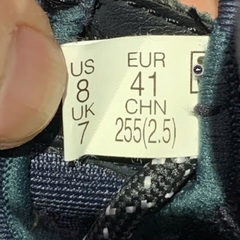 US EUR
8 41
UK CHN
7 255(2.5)